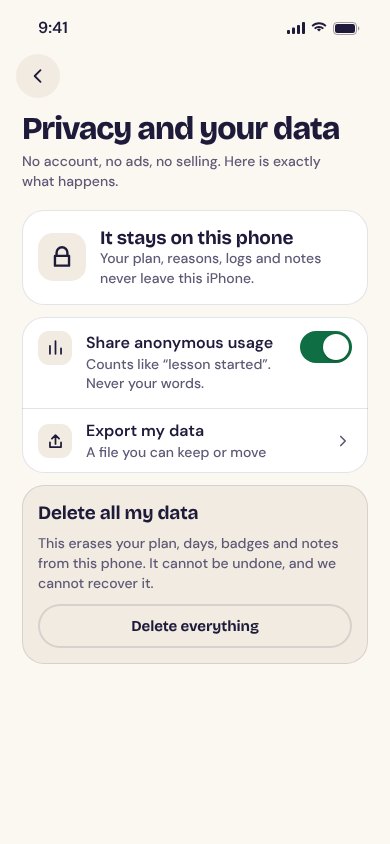 9:41
Privacy and your data
No account, no ads, no selling. Here is exactly
what happens.
It stays on this phone
Your plan, reasons, logs and notes
never leave this iPhone.
Share anonymous usage
Counts like “lesson started”.
Never your words.
Export my data
A file you can keep or move
Delete all my data
This erases your plan, days, badges and notes
from this phone. It cannot be undone, and we
cannot recover it.
Delete everything